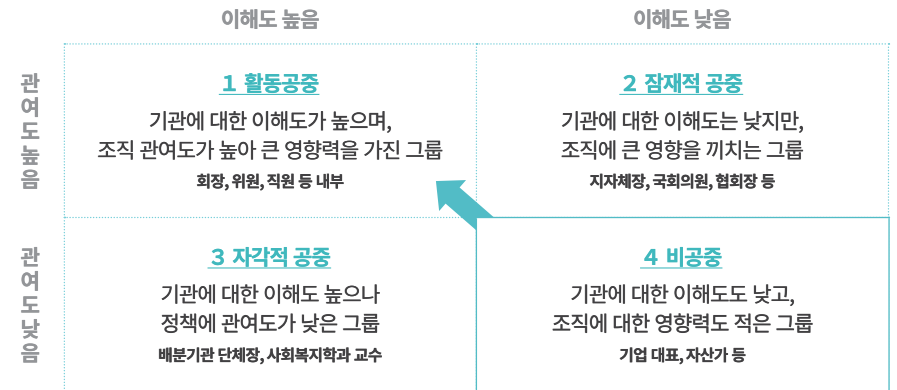 이해도 높음
이해도 낮음
관여도높음
1 활동공중
기관에 대한 이해도가 높으며,
조직 관여도가 높아 큰 영향력을 가진 그룹
회장, 위원, 직원 등 내부
2 잠재적 공중
기관에 대한 이해도는 낮지만,
조직에 큰 영향을 끼치는 그룹
지자체장, 국회의원, 협회장 등
관여도낮음
3 자각적 공중
기관에 대한 이해도 높으나
정책에 관여도가 낮은 그룹
배분기관 단체장, 사회복지학과 교수
4 비공중
기관에 대한 이해도도 낮고,
조직에 대한 영향력도 적은 그룹
기업 대표, 자산가 등